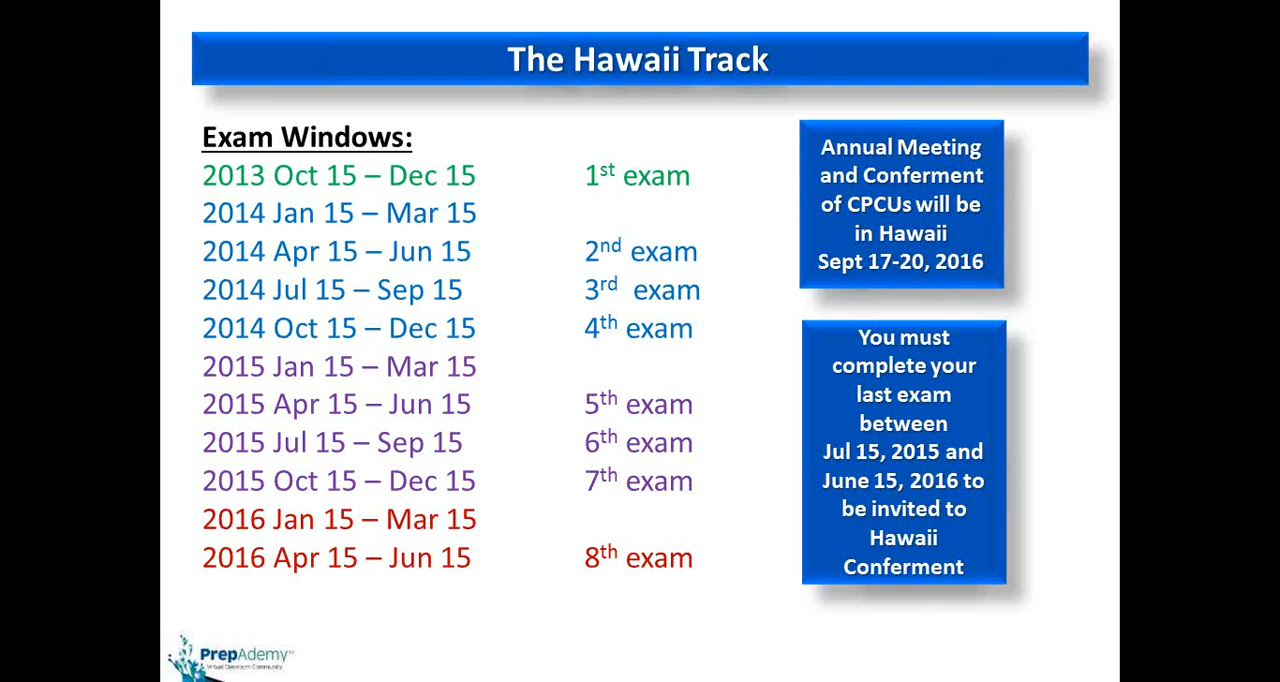 The Hawaii Track
Exam Windows:
2013 Oct 15 – Dec 15 1st exam
2014 Jan 15 – Mar 15
2014 Apr 15 – Jun 15 2nd exam
2014 Jul 15 – Sep 15 3rd exam
2014 Oct 15 – Dec 15 4th exam
2015 Jan 15 – Mar 15
2015 Apr 15 – Jun 15 5th exam
2015 Jul 15 – Sep 15 6th exam
2015 Oct 15 – Dec 15 7th exam
2016 Jan 15 – Mar 15
2016 Apr 15 – Jun 15 8th exam
Annual Meeting
and Conferment
of CPCUs will be
in Hawaii
Sept 17-20, 2016
You must
complete your
last exam
between
Jul 15, 2015 and
June 15, 2016 to
be invited to
Hawaii
Conferment
PrepAdemy™
Virtual Classroom Community